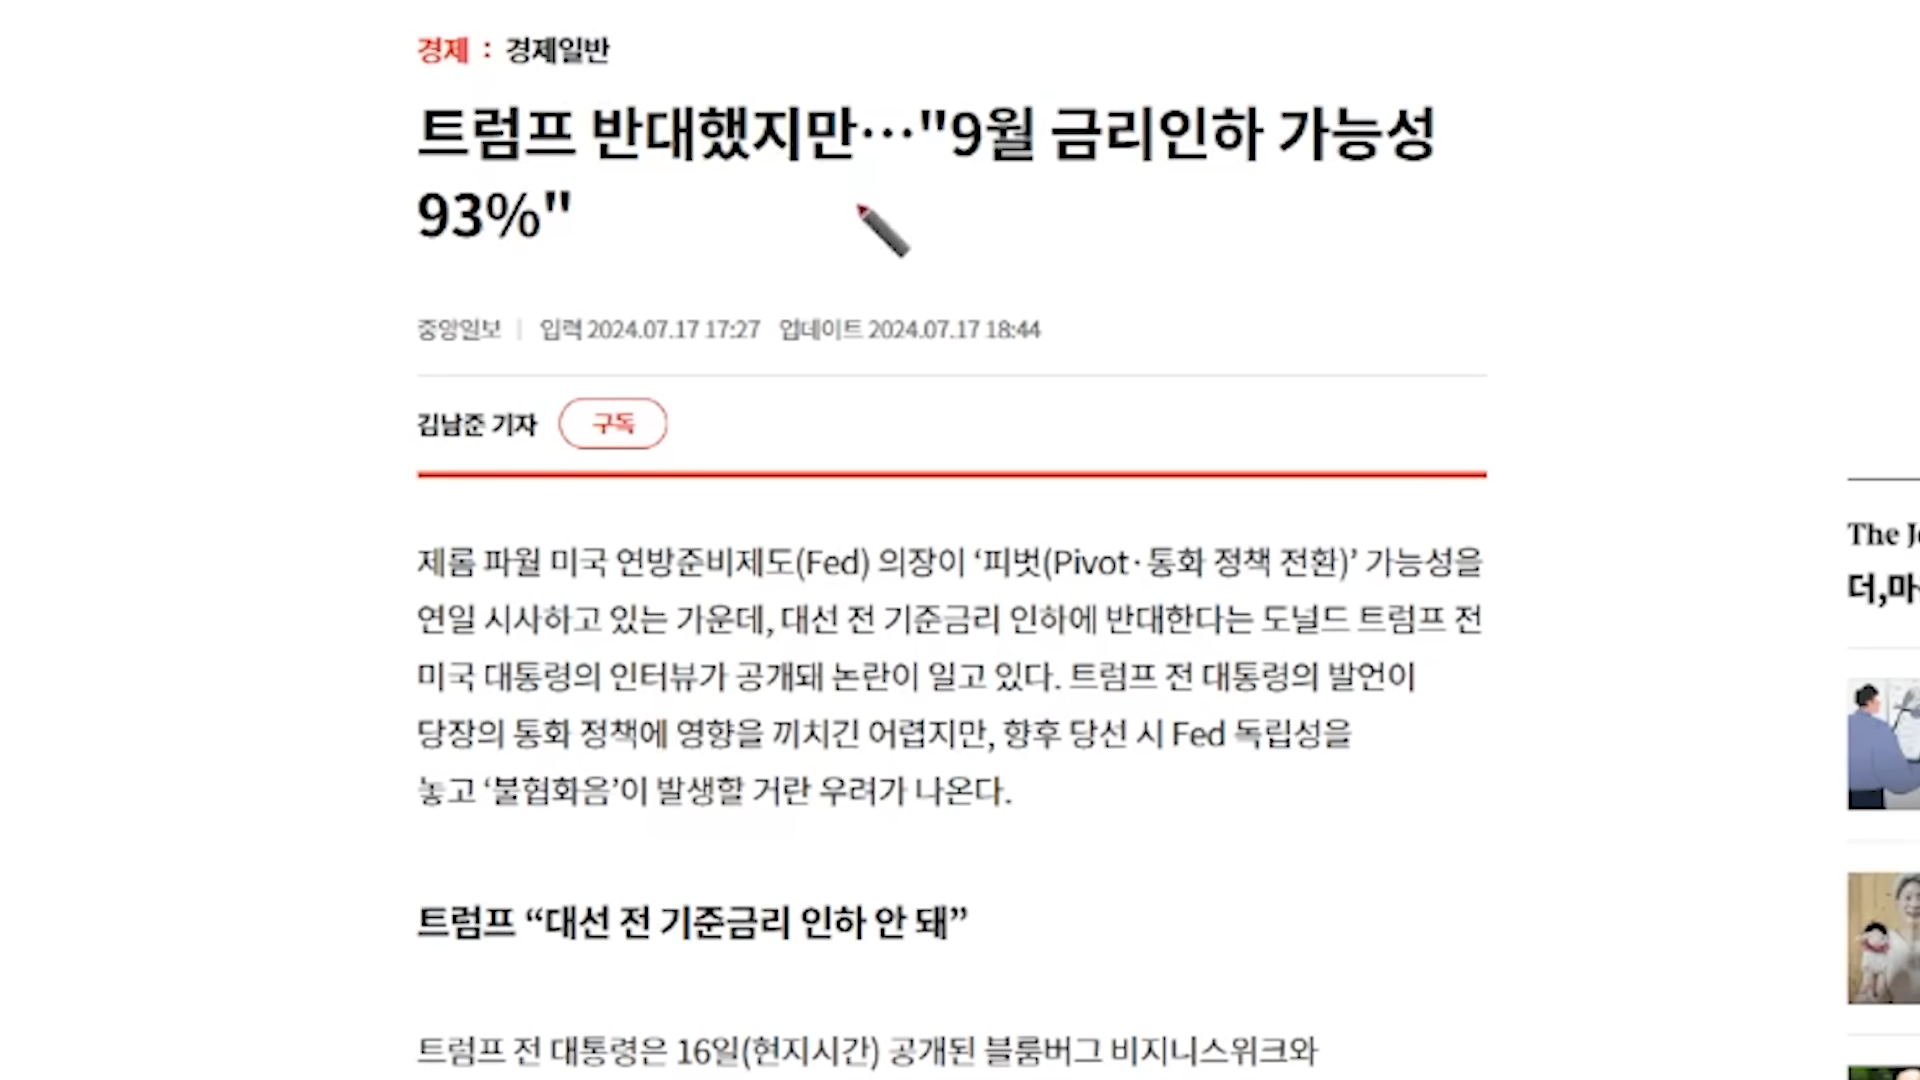 경제 : 경제일반
트럼프 반대했지만…"9월 금리인하 가능성
93%"
중앙일보 | 입력 2024.07.17 17:27 업데이트 2024.07.17 18:44
김남준 기자 구독
제롬 파월 미국 연방준비제도(Fed) 의장이 ‘피벗(Pivot·통화 정책 전환)’ 가능성을
연일 시사하고 있는 가운데, 대선 전 기준금리 인하에 반대한다는 도널드 트럼프 전
미국 대통령의 인터뷰가 공개돼 논란이 일고 있다. 트럼프 전 대통령의 발언이
당장의 통화 정책에 영향을 끼치긴 어렵지만, 향후 당선 시 Fed 독립성을
놓고 ‘불협화음’이 발생할 거란 우려가 나온다.
트럼프 “대선 전 기준금리 인하 안 돼”
트럼프 전 대통령은 16일(현지시간) 공개된 블룸버그 비지니스위크와
The
더,마